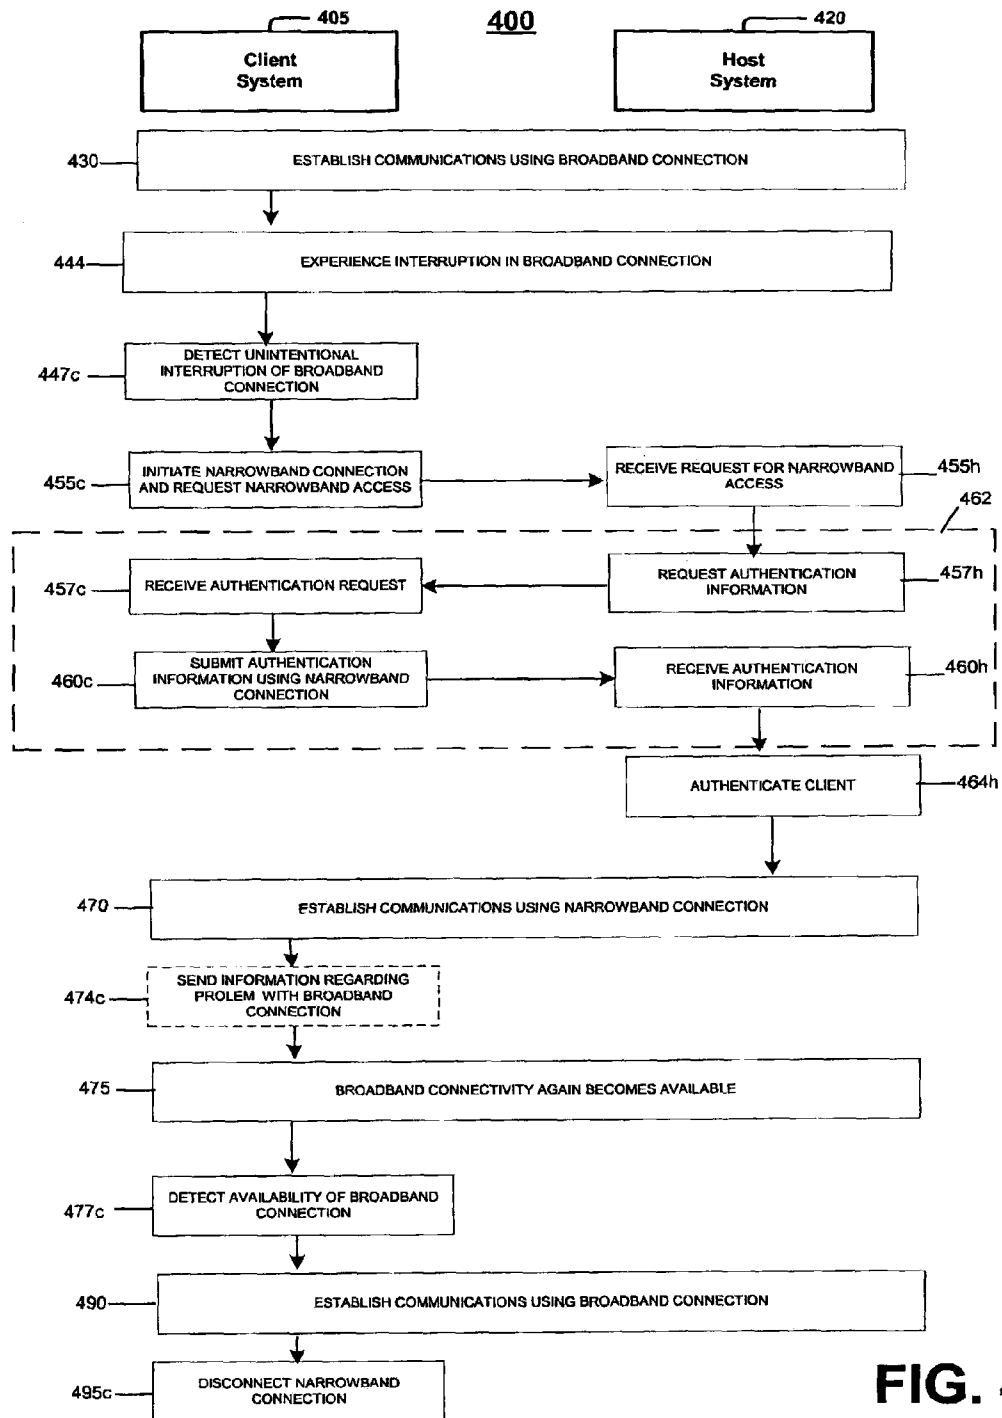 400
405
420
Client
System
Host
System
430
ESTABLISH COMMUNICATIONS USING BROADBAND CONNECTION
444
EXPERIENCE INTERRUPTION IN BROADBAND CONNECTION
447c
DETECT UNINTENTIONAL
INTERRUPTION OF BROADBAND
CONNECTION
455c
INITIATE NARROWBAND CONNECTION
AND REQUEST NARROWBAND ACCESS
RECEIVE REQUEST FOR NARROWBAND
ACCESS
455h
462
457c
RECEIVE AUTHENTICATION REQUEST
REQUEST AUTHENTICATION
INFORMATION
457h
460c
SUBMIT AUTHENTICATION
INFORMATION USING NARROWBAND
CONNECTION
RECEIVE AUTHENTICATION
INFORMATION
460h
AUTHENTICATE CLIENT
464h
470
ESTABLISH COMMUNICATIONS USING NARROWBAND CONNECTION
474c
SEND INFORMATION REGARDING
PROLEM WITH BROADBAND
CONNECTION
475
BROADBAND CONNECTIVITY AGAIN BECOMES AVAILABLE
477c
DETECT AVAILABILITY OF BROADBAND
CONNECTION
490
ESTABLISH COMMUNICATIONS USING BROADBAND CONNECTION
495c
DISCONNECT NARROWBAND
CONNECTION
FIG.